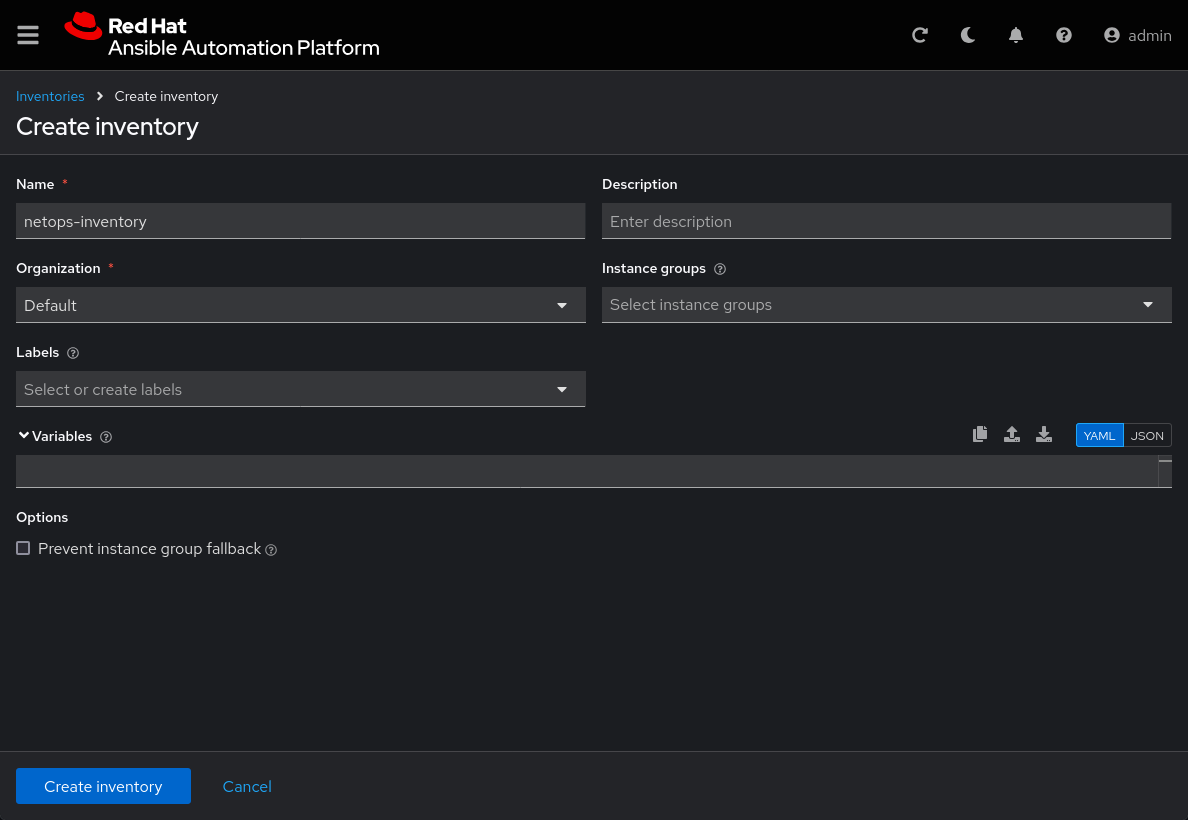 Red Hat
Ansible Automation Platform
admin
Inventories Create inventory
Create inventory
Name *
Description
netops-inventory
Enter description
Organization *
Instance groups
Default
Select instance groups
Labels
Select or create labels
Variables
YAML JSON
Options
Prevent instance group fallback
Create inventory
Cancel